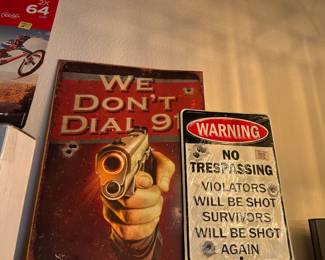 64
WE
DON'T
DIAL 91
WARNING
NO
TRESPASSING
VIOLATORS
WILL BE SHOT
SURVIVORS
WILL BE SHOT
AGAIN